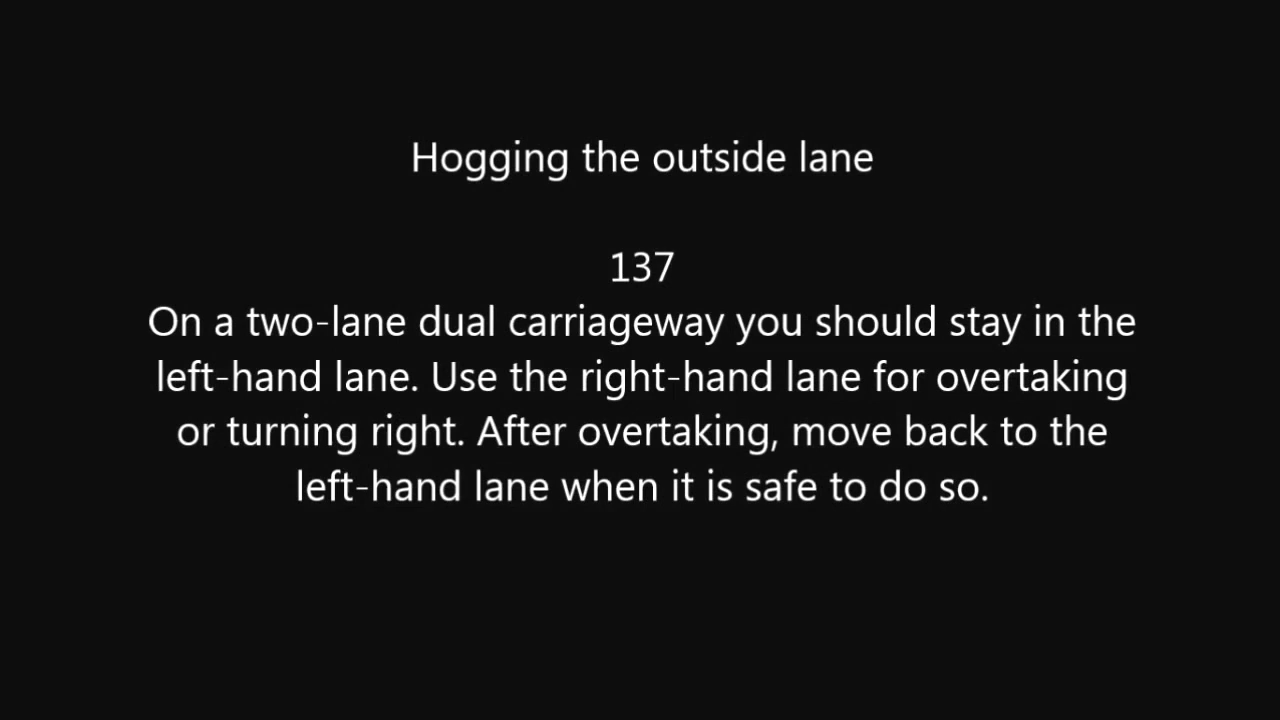 Hogging the outside lane
137
On a two-lane dual carriageway you should stay in the
left-hand lane. Use the right-hand lane for overtaking
or turning right. After overtaking, move back to the
left-hand lane when it is safe to do so.